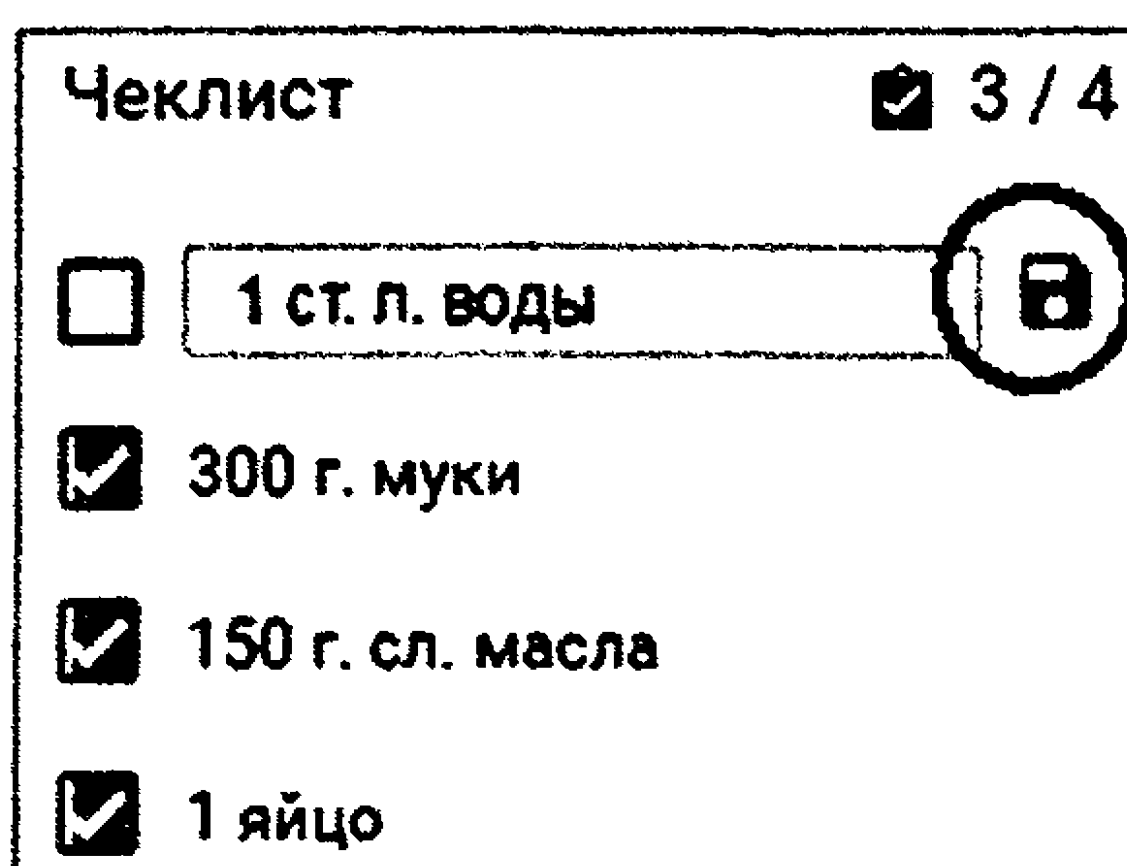 Чеклист 3 / 4
1 ст. л. воды
300 г. муки
150 г. сл. масла
1 яйцо